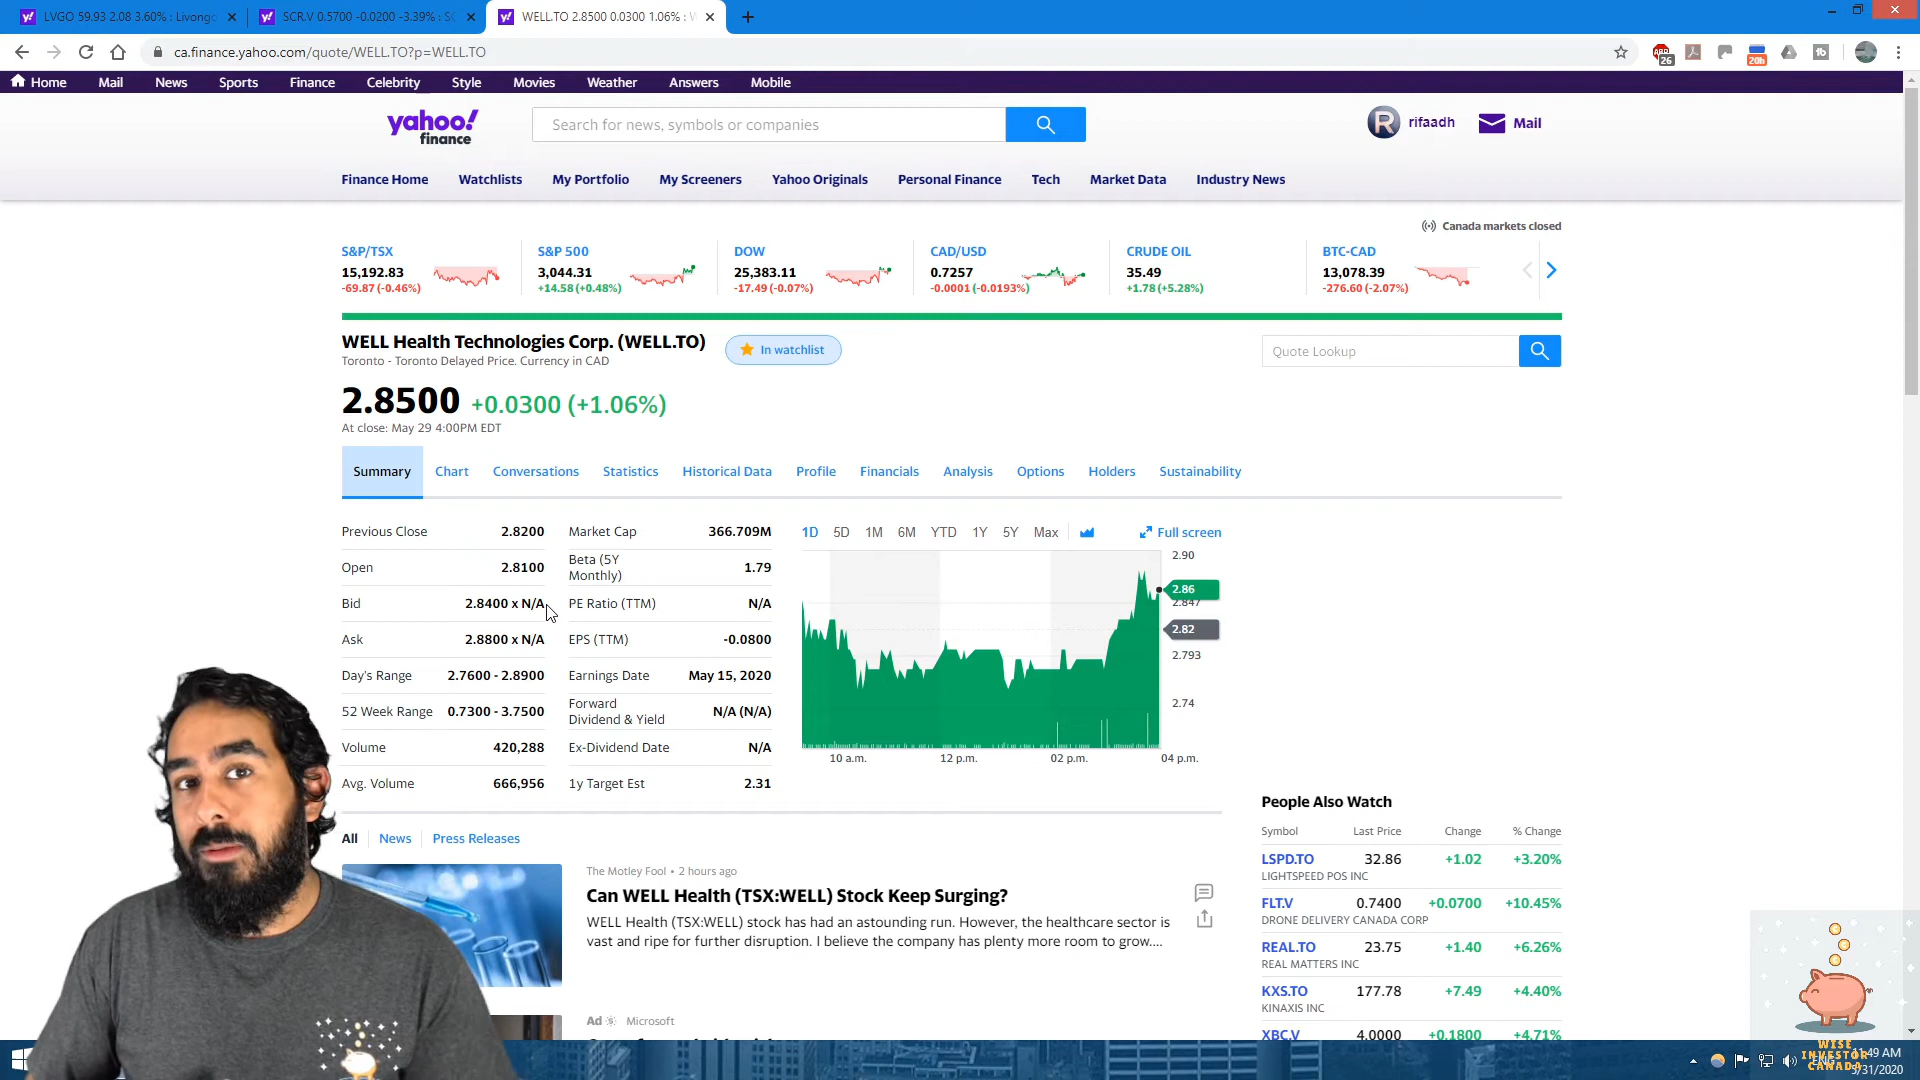 LVGO 59.93 2.08 3.60% : Livongo
SCR.V 0.5700 -0.0200 -3.39% : SC
WELL.TO 2.8500 0.0300 1.06% : W
ca.finance.yahoo.com/quote/WELL.TO?p=WELL.TO
26
20h
Home Mail News Sports Finance Celebrity Style Movies Weather Answers Mobile
yahoo!
finance
Search for news, symbols or companies
R rifaadh Mail
Finance Home Watchlists My Portfolio My Screeners Yahoo Originals Personal Finance Tech Market Data Industry News
Canada markets closed
S&P/TSX S&P 500 DOW CAD/USD CRUDE OIL BTC-CAD
15,192.83 3,044.31 25,383.11 0.7257 35.49 13,078.39
-69.87 (-0.46%) +14.58 (+0.48%) -17.49 (-0.07%) -0.0001 (-0.0193%) +1.78 (+5.28%) -276.60 (-2.07%)
WELL Health Technologies Corp. (WELL.TO)
In watchlist
Toronto - Toronto Delayed Price. Currency in CAD
Quote Lookup
2.8500 +0.0300 (+1.06%)
At close: May 29 4:00PM EDT
Summary Chart Conversations Statistics Historical Data Profile Financials Analysis Options Holders Sustainability
Previous Close 2.8200
Open 2.8100
Bid 2.8400 x N/A
Ask 2.8800 x N/A
Day's Range 2.7600 - 2.8900
52 Week Range 0.7300 - 3.7500
Volume 420,288
Avg. Volume 666,956
Market Cap 366.709M
Beta (5Y
Monthly) 1.79
PE Ratio (TTM) N/A
EPS (TTM) -0.0800
Earnings Date May 15, 2020
Forward
Dividend & Yield N/A (N/A)
Ex-Dividend Date N/A
1y Target Est 2.31
1D 5D 1M 6M YTD 1Y 5Y Max Full screen
2.90
2.86
2.847
2.82
2.793
2.74
10 a.m. 12 p.m. 02 p.m. 04 p.m.
All News Press Releases
The Motley Fool • 2 hours ago
Can WELL Health (TSX:WELL) Stock Keep Surging?
WELL Health (TSX:WELL) stock has had an astounding run. However, the healthcare sector is
vast and ripe for further disruption. I believe the company has plenty more room to grow....
Ad Microsoft
People Also Watch
Symbol Last Price Change % Change
LSPD.TO 32.86 +1.02 +3.20%
LIGHTSPEED POS INC
FLT.V 0.7400 +0.0700 +10.45%
DRONE DELIVERY CANADA CORP
REAL.TO 23.75 +1.40 +6.26%
REAL MATTERS INC
KXS.TO 177.78 +7.49 +4.40%
KINAXIS INC
XBC.V 4.0000 +0.1800 +4.71%
WISE
INVESTOR
CANADA
:49 AM
/31/2020